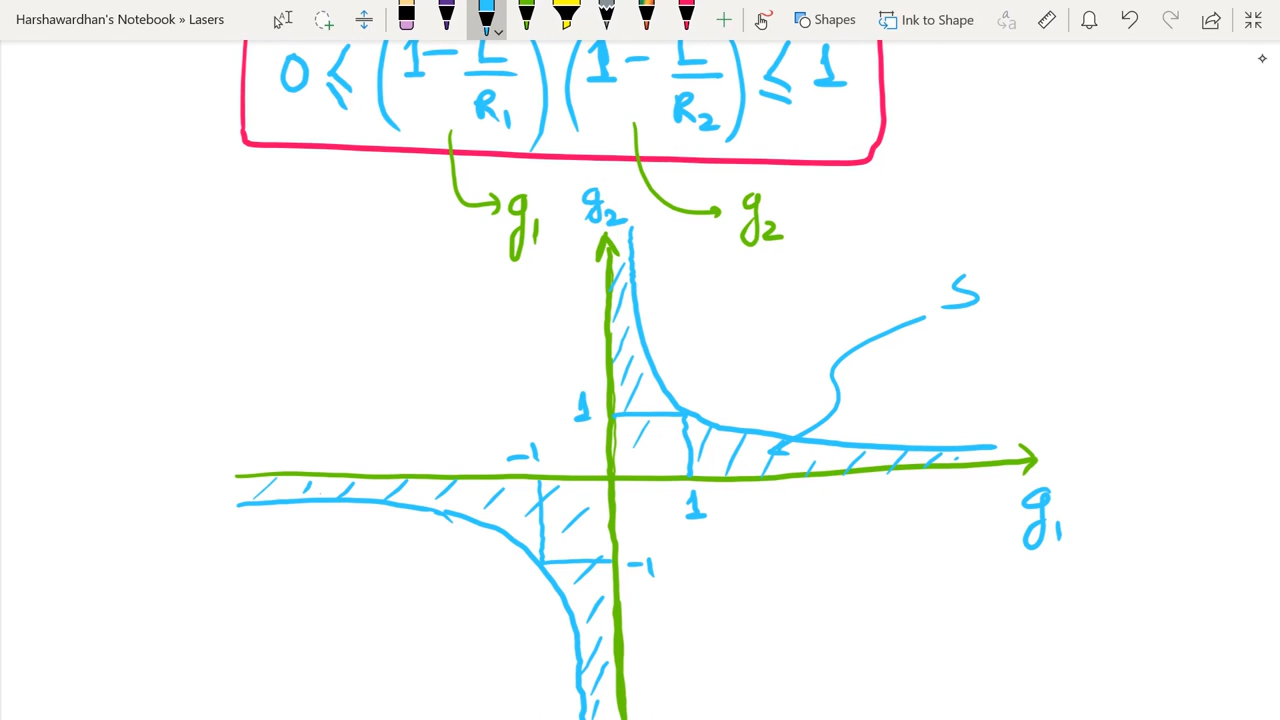 Harshawardhan's Notebook » Lasers
Shapes
Ink to Shape
0 ≤ (1 - L/R₁) (1 - L/R₂) ≤ 1
g₁
g₂
g₂
S
1
-1
1
g₁
-1